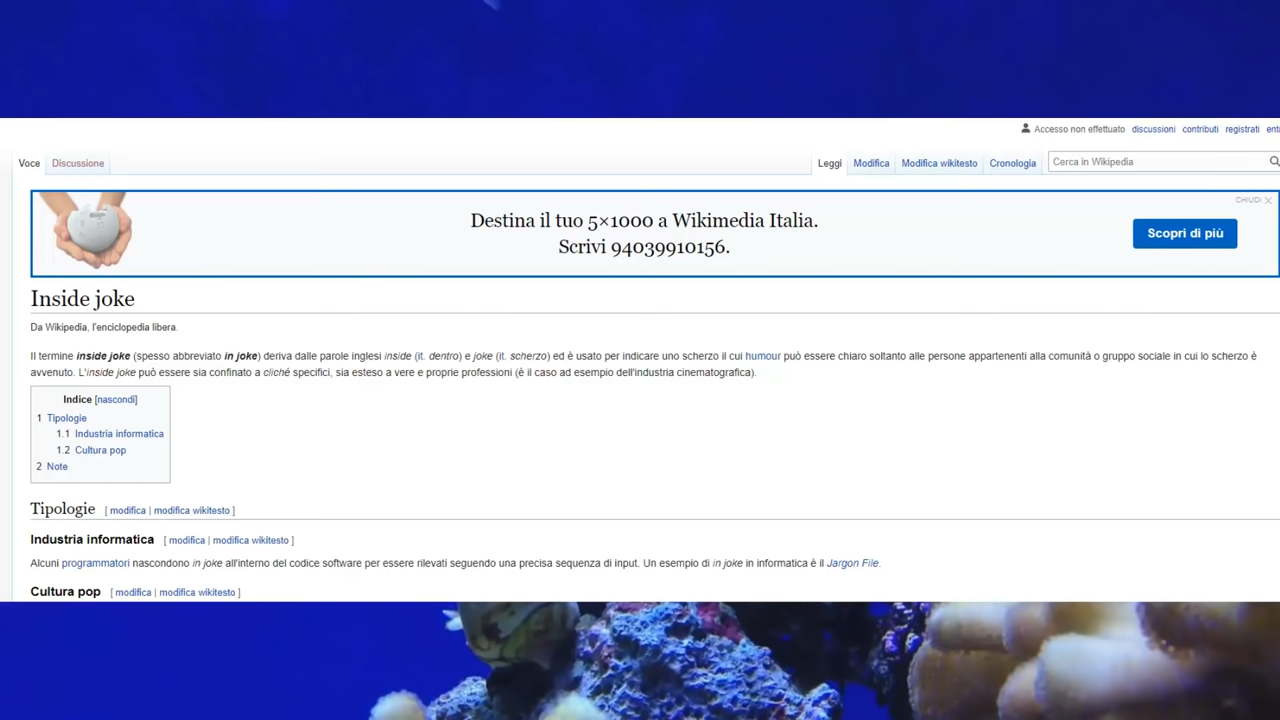 Accesso non effettuato discussioni contributi registrati
Voce Discussione Leggi Modifica Modifica wikitesto Cronologia Cerca in Wikipedia
CHIUDI
Destina il tuo 5×1000 a Wikimedia Italia.
Scrivi 94039910156.
Scopri di più
Inside joke
Da Wikipedia, l'enciclopedia libera.
Il termine inside joke (spesso abbreviato in joke) deriva dalle parole inglesi inside (it. dentro) e joke (it. scherzo) ed è usato per indicare uno scherzo il cui humour può essere chiaro soltanto alle persone appartenenti alla comunità o gruppo sociale in cui lo scherzo è
avvenuto. L'inside joke può essere sia confinato a cliché specifici, sia esteso a vere e proprie professioni (è il caso ad esempio dell'industria cinematografica).
Indice [nascondi]
1 Tipologie
1.1 Industria informatica
1.2 Cultura pop
2 Note
Tipologie [ modifica | modifica wikitesto ]
Industria informatica [ modifica | modifica wikitesto ]
Alcuni programmatori nascondono in joke all'interno del codice software per essere rilevati seguendo una precisa sequenza di input. Un esempio di in joke in informatica è il Jargon File.
Cultura pop [ modifica | modifica wikitesto ]